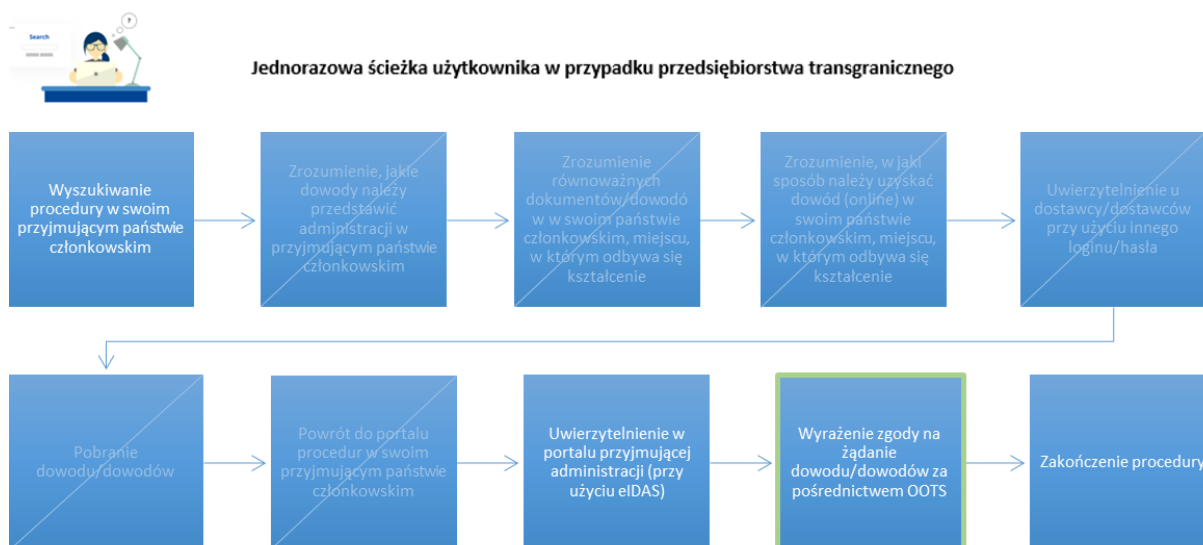 Search
?
Jednorazowa ścieżka użytkownika w przypadku przedsiębiorstwa transgranicznego
Wyszukiwanie
procedury w swoim
przyjmującym państwie
członkowskim
Zrozumienie, jakie
dowody należy
przedstawić
administracji w
przyjmującym państwie
członkowskim
Zrozumienie
równoważnych
dokumentów/dowodó
w w swoim państwie
członkowskim, miejscu,
w którym odbywa się
kształcenie
Zrozumienie, w jaki
sposób należy uzyskać
dowód (online) w
swoim państwie
członkowskim, miejscu,
w którym odbywa się
kształcenie
Uwierzytelnienie u
dostawcy/dostawców
przy użyciu innego
loginu/hasła
Pobranie
dowodu/dowodów
Powrót do portalu
procedur w swoim
przyjmującym państwie
członkowskim
Uwierzytelnienie w
portalu przyjmującej
administracji (przy
użyciu eIDAS)
Wyrażenie zgody na
żądanie
dowodu/dowodów za
pośrednictwem OOTS
Zakończenie procedury